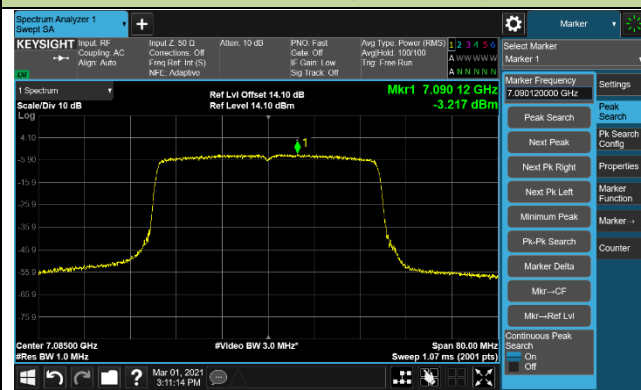 Spectrum Analyzer 1
Swept SA
+
Marker
KEYSIGHT
Input: RF
Coupling: AC
Align: Auto
Input Z: 50 Ω
Corrections: Off
Freq Ref: Int (S)
NFE: Adaptive
Atten: 10 dB
PNO: Fast
Gate: Off
IF Gain: Low
Sig Track: Off
Avg Type: Power (RMS)
Avg|Hold: 100/100
Trig: Free Run
1 2 3 4 5 6
A W W W W W
A N N N N N
LM
Select Marker
Marker 1
1 Spectrum
Scale/Div 10 dB
Log
Ref Lvl Offset 14.10 dB
Ref Level 14.10 dBm
Mkr1 7.090 12 GHz
-3.217 dBm
4.10
-5.90
-15.9
-25.9
-35.9
-45.9
-55.9
-65.9
-75.9
1
Center 7.08500 GHz
#Res BW 1.0 MHz
#Video BW 3.0 MHz*
Span 80.00 MHz
Sweep 1.07 ms (2001 pts)
Marker Frequency
7.090120000 GHz
Peak Search
Next Peak
Next Pk Right
Next Pk Left
Minimum Peak
Pk-Pk Search
Marker Delta
Mkr→CF
Mkr→Ref Lvl
Continuous Peak
Search
On
Off
Settings
Peak
Search
Pk Search
Config
Properties
Marker
Function
Marker→
Counter
?
Mar 01, 2021
3:11:14 PM